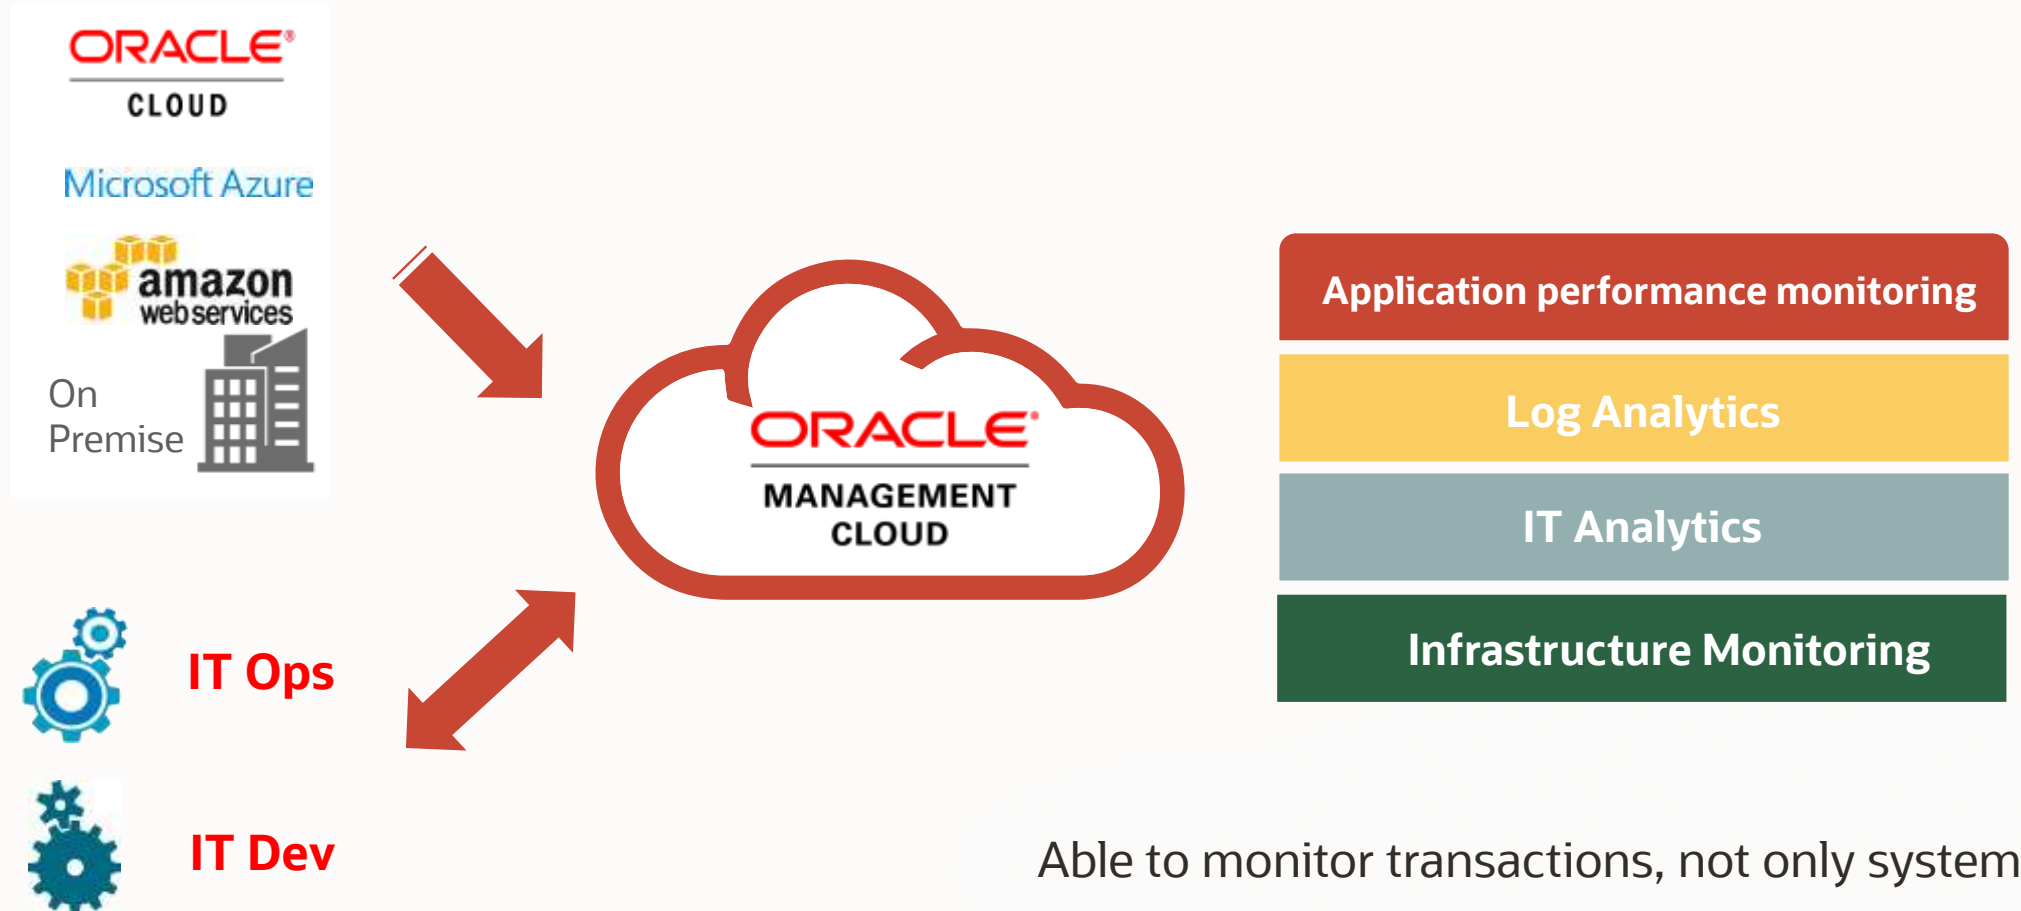 ORACLE®
CLOUD
Microsoft Azure
amazon
webservices
On
Premise
IT Ops
IT Dev
ORACLE®
MANAGEMENT
CLOUD
Application performance monitoring
Log Analytics
IT Analytics
Infrastructure Monitoring
Able to monitor transactions, not only system